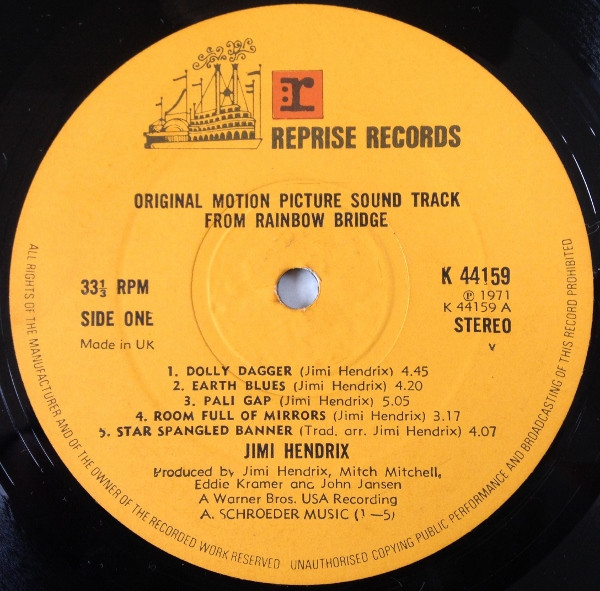 r
REPRISE RECORDS
ORIGINAL MOTION PICTURE SOUND TRACK
FROM RAINBOW BRIDGE
33⅓ RPM
SIDE ONE
Made in UK
K 44159
℗ 1971
K 44159 A
STEREO
V
1. DOLLY DAGGER (Jimi Hendrix) 4.45
2. EARTH BLUES (Jimi Hendrix) 4.20
3. PALI GAP (Jimi Hendrix) 5.05
4. ROOM FULL OF MIRRORS (Jimi Hendrix) 3.17
5. STAR SPANGLED BANNER (Trad. arr. Jimi Hendrix) 4.07
JIMI HENDRIX
Produced by Jimi Hendrix, Mitch Mitchell,
Eddie Kramer and John Jansen
A Warner Bros. USA Recording
A. SCHROEDER MUSIC (1—5)
ALL RIGHTS OF THE MANUFACTURER AND OF THE OWNER OF THE RECORDED WORK RESERVED UNAUTHORISED COPYING PUBLIC PERFORMANCE AND BROADCASTING OF THIS RECORD PROHIBITED